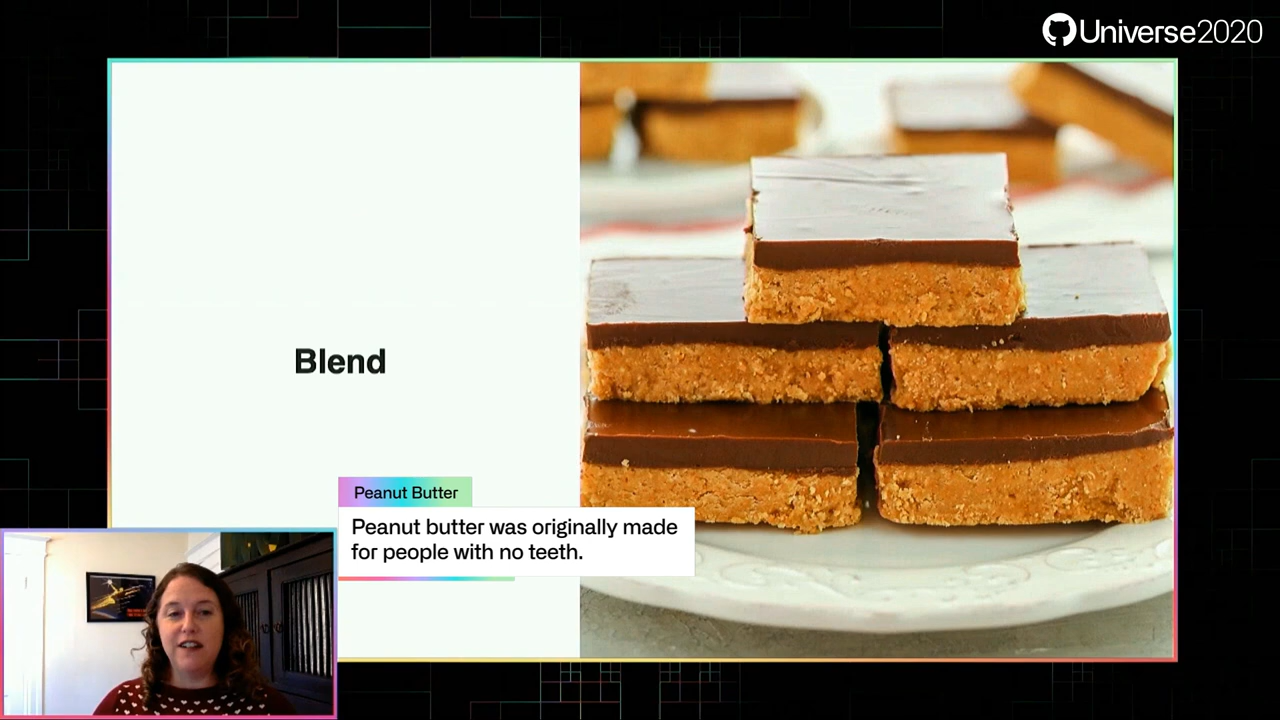 Universe2020
Blend
Peanut Butter
Peanut butter was originally made
for people with no teeth.